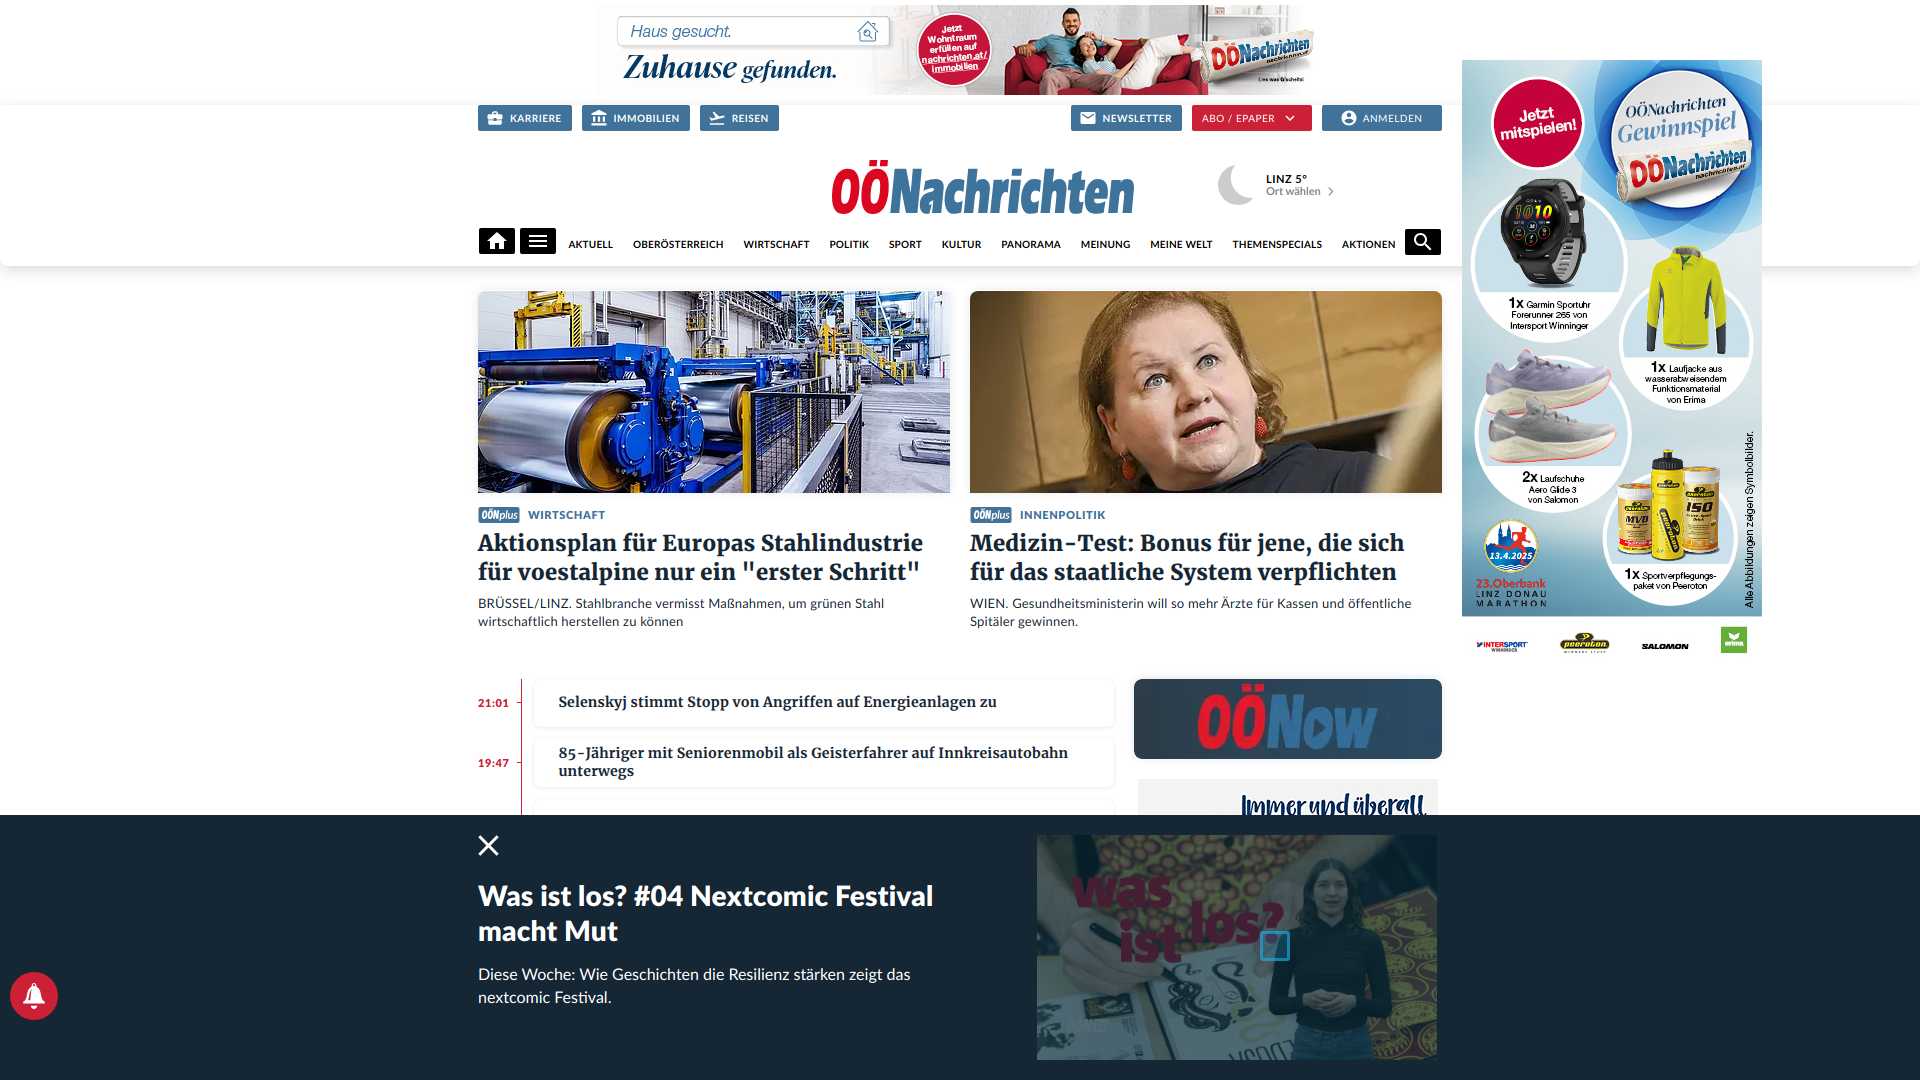 Haus gesucht.
Zuhause gefunden.
Jetzt
Wohntraum
erfüllen auf
nachrichten.at/
immobilien
OÖNachrichten
KARRIERE
IMMOBILIEN
REISEN
NEWSLETTER
ABO / EPAPER
ANMELDEN
OÖNachrichten
LINZ 5°
Ort wählen
AKTUELL
OBERÖSTERREICH
WIRTSCHAFT
POLITIK
SPORT
KULTUR
PANORAMA
MEINUNG
MEINE WELT
THEMENSPECIALS
AKTIONEN
Jetzt
mitspielen!
OÖNachrichten
Gewinnspiel
OÖNachrichten
1x Garmin Sportuhr
Forerunner 265 von
Intersport Winninger
1x Laufjacke aus
wasserabweisendem
Funktionsmaterial
von Erima
2x Laufschuhe
Aero Glide 3
von Salomon
1x Sportverpflegungs-
paket von Peeroton
Alle Abbildungen zeigen Symbolbilder.
13.4.2025
23.Oberbank
LINZ DONAU
MARATHON
INTERSPORT
WINNINGER
peeroton
SALOMON
erima
OÖNplus WIRTSCHAFT
Aktionsplan für Europas Stahlindustrie
für voestalpine nur ein "erster Schritt"
BRÜSSEL/LINZ. Stahlbranche vermisst Maßnahmen, um grünen Stahl
wirtschaftlich herstellen zu können
OÖNplus INNENPOLITIK
Medizin-Test: Bonus für jene, die sich
für das staatliche System verpflichten
WIEN. Gesundheitsministerin will so mehr Ärzte für Kassen und öffentliche
Spitäler gewinnen.
21:01
Selenskyj stimmt Stopp von Angriffen auf Energieanlagen zu
19:47
85-Jähriger mit Seniorenmobil als Geisterfahrer auf Innkreisautobahn
unterwegs
OÖNow
Immer und überall
Was ist los? #04 Nextcomic Festival
macht Mut
Diese Woche: Wie Geschichten die Resilienz stärken zeigt das
nextcomic Festival.
was
ist los?